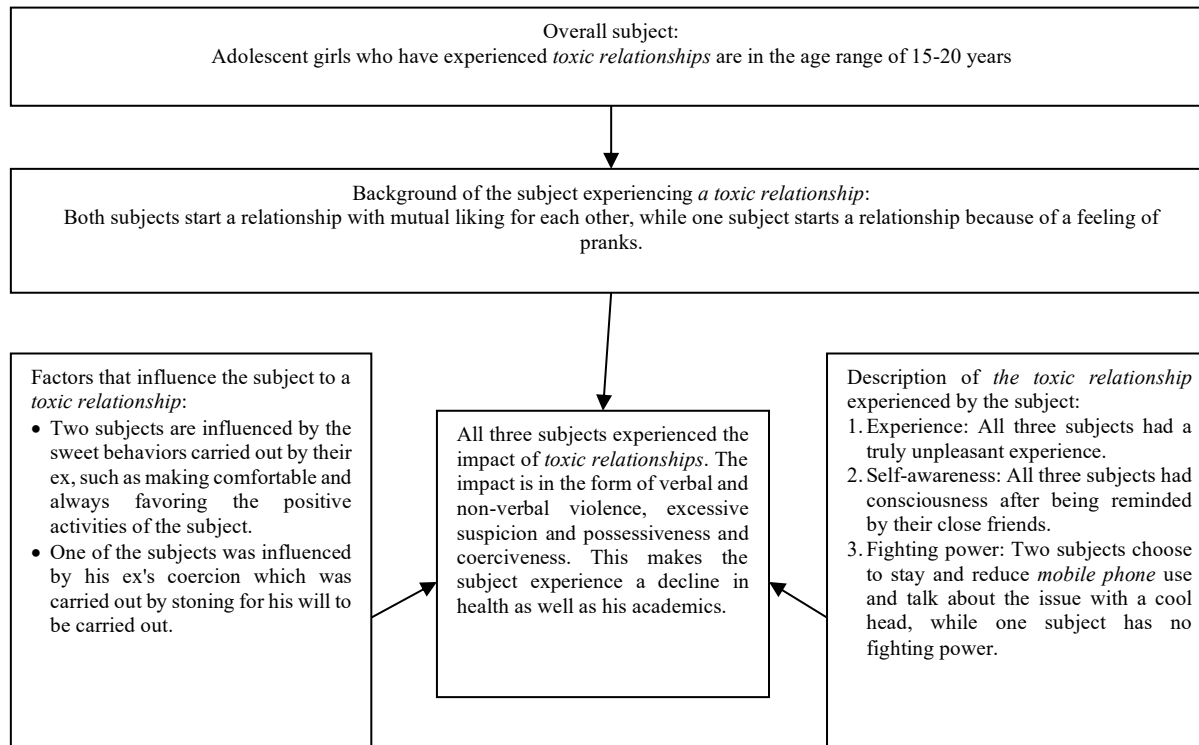 Overall subject:
Adolescent girls who have experienced toxic relationships are in the age range of 15-20 years
Background of the subject experiencing a toxic relationship:
Both subjects start a relationship with mutual liking for each other, while one subject starts a relationship because of a feeling of
pranks.
Factors that influence the subject to a
toxic relationship:
• Two subjects are influenced by the
sweet behaviors carried out by their
ex, such as making comfortable and
always favoring the positive
activities of the subject.
• One of the subjects was influenced
by his ex's coercion which was
carried out by stoning for his will to
be carried out.
All three subjects experienced the
impact of toxic relationships. The
impact is in the form of verbal and
non-verbal violence, excessive
suspicion and possessiveness and
coerciveness. This makes the
subject experience a decline in
health as well as his academics.
Description of the toxic relationship
experienced by the subject:
1. Experience: All three subjects had a
truly unpleasant experience.
2. Self-awareness: All three subjects had
consciousness after being reminded
by their close friends.
3. Fighting power: Two subjects choose
to stay and reduce mobile phone use
and talk about the issue with a cool
head, while one subject has no
fighting power.